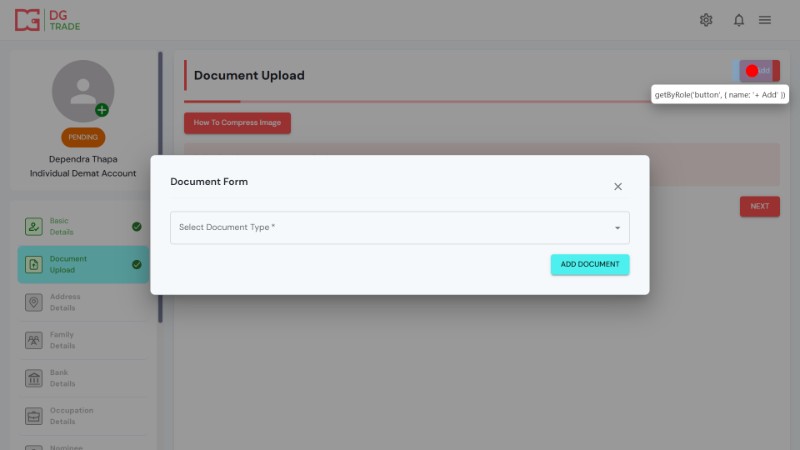 DG
TRADE
Document Upload
getByRole('button', { name: '+ Add' })
How To Compress Image
PENDING
Dependra Thapa
Individual Demat Account
Document Form
Select Document Type *
ADD DOCUMENT
NEXT
Basic
Details
Document
Upload
Address
Details
Family
Details
Bank
Details
Occupation
Details
Nominee